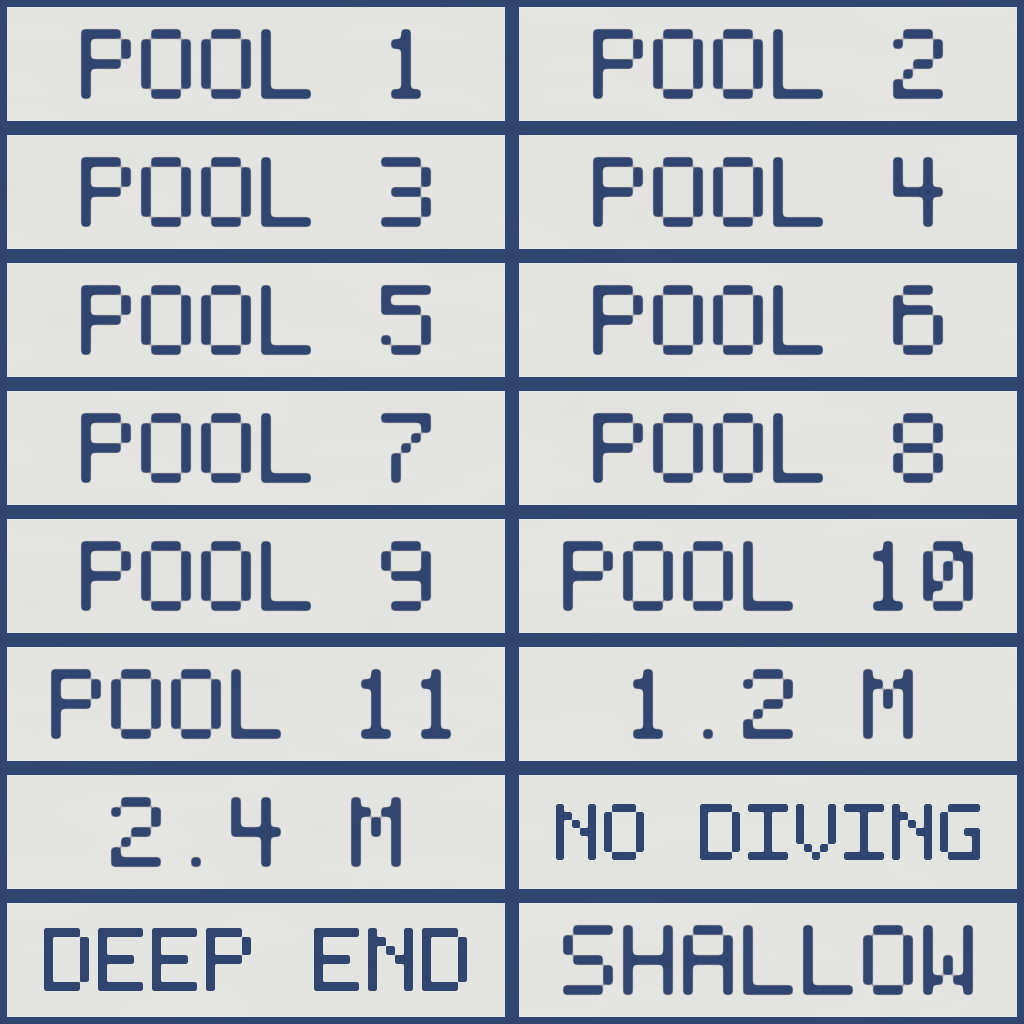 POOL 1
POOL 2
POOL 3
POOL 4
POOL 5
POOL 6
POOL 7
POOL 8
POOL 9
POOL 10
POOL 11
1.2 M
2.4 M
NO DIVING
DEEP END
SHALLOW